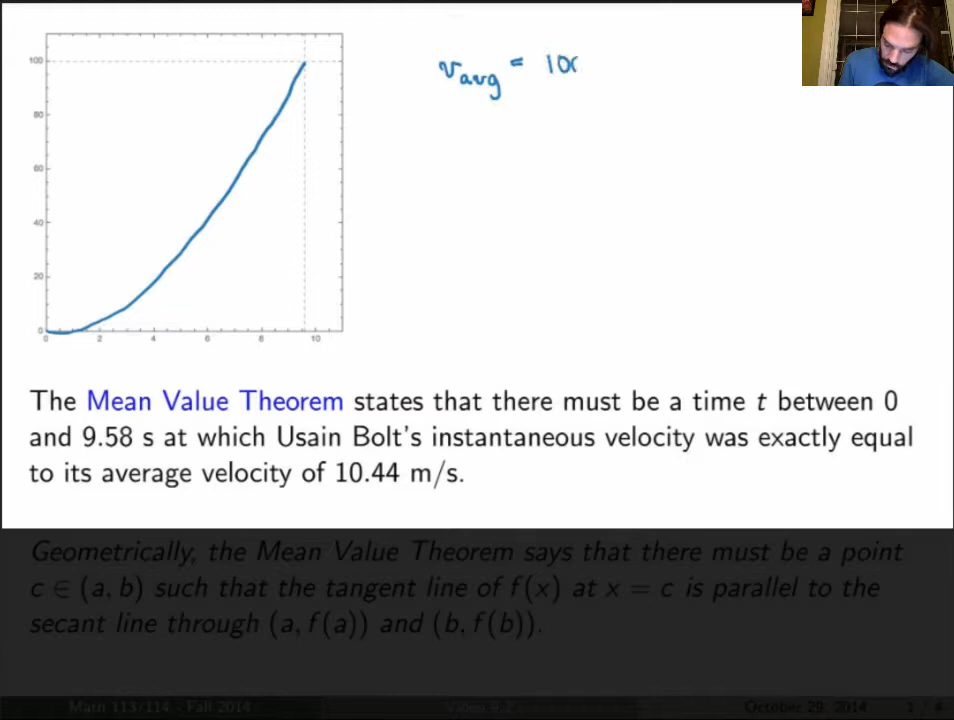 100
80
60
40
20
0
0 2 4 6 8 10
v avg = 100
The Mean Value Theorem states that there must be a time t between 0
and 9.58 s at which Usain Bolt's instantaneous velocity was exactly equal
to its average velocity of 10.44 m/s.
Geometrically, the Mean Value Theorem says that there must be a point
c ∈ (a, b) such that the tangent line of f(x) at x = c is parallel to the
secant line through (a, f(a)) and (b, f(b)).
Math 113/114 - Fall 2014
October 29, 2014